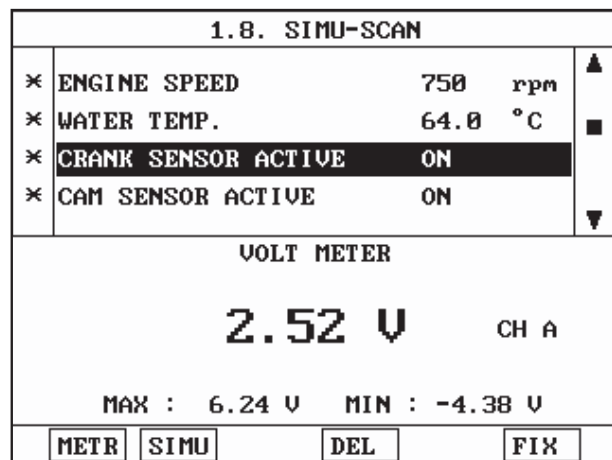 1.8. SIMU-SCAN
* ENGINE SPEED 750 rpm
* WATER TEMP. 64.0 °C
* CRANK SENSOR ACTIVE ON
* CAM SENSOR ACTIVE ON
VOLT METER
2.52 V CH A
MAX : 6.24 V MIN : -4.38 V
METR SIMU DEL FIX